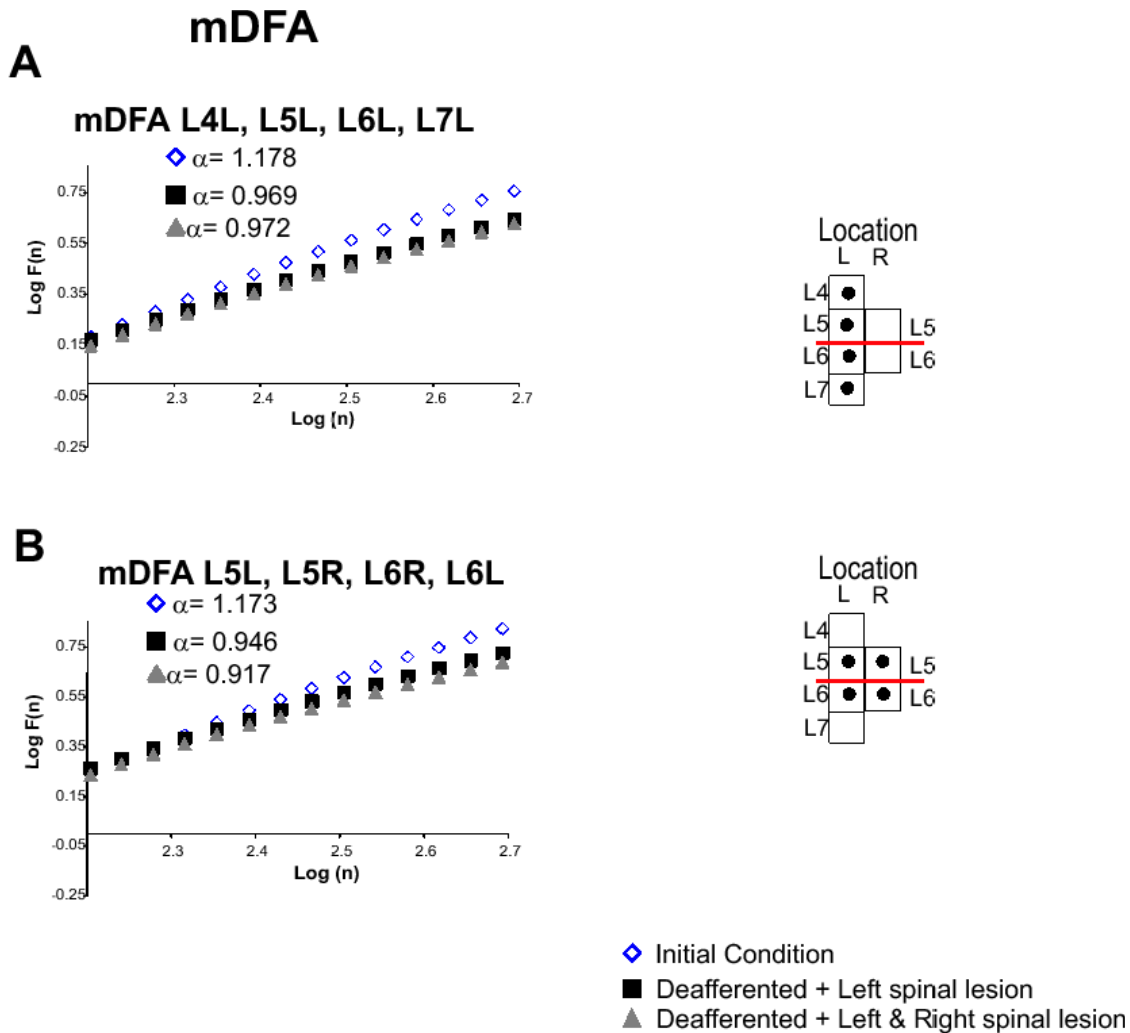 mDFA
A
mDFA L4L, L5L, L6L, L7L
α= 1.178
α= 0.969
α= 0.972
0.75
0.55
0.35
0.15
-0.05
-0.25
Log F(n)
2.3 2.4 2.5 2.6 2.7
Log (n)
Location
L R
L4
L5 L5
L6 L6
L7
B
mDFA L5L, L5R, L6R, L6L
α= 1.173
α= 0.946
α= 0.917
0.75
0.55
0.35
0.15
-0.05
-0.25
Log F(n)
2.3 2.4 2.5 2.6 2.7
Log (n)
Location
L R
L4
L5 L5
L6 L6
L7
Initial Condition
Deafferented + Left spinal lesion
Deafferented + Left & Right spinal lesion